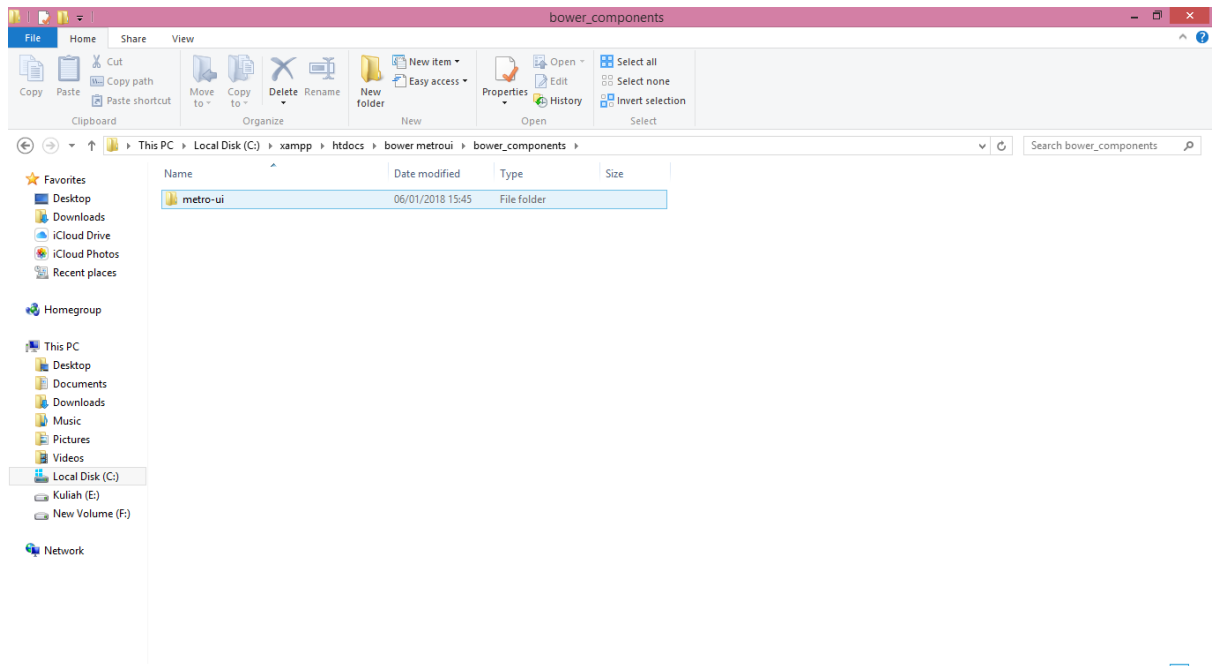 bower_components
File Home Share View
Copy
Paste
Cut
Copy path
Paste shortcut
Clipboard
Move to
Copy to
Delete
Rename
Organize
New folder
New item
Easy access
New
Properties
Open
Edit
History
Open
Select all
Select none
Invert selection
Select
This PC Local Disk (C:) xampp htdocs bower metroui bower_components
Search bower_components
Favorites
Desktop
Downloads
iCloud Drive
iCloud Photos
Recent places
Homegroup
This PC
Desktop
Documents
Downloads
Music
Pictures
Videos
Local Disk (C:)
Kuliah (E:)
New Volume (F:)
Network
Name Date modified Type Size
metro-ui 06/01/2018 15:45 File folder